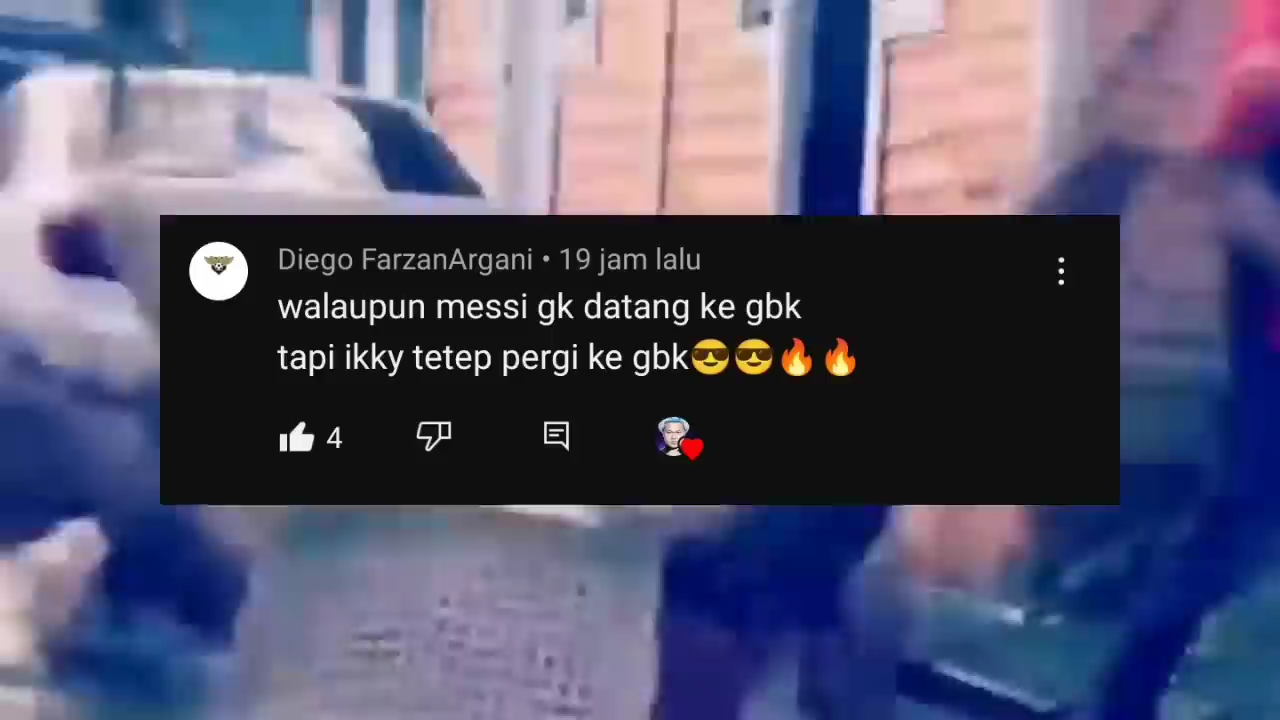 Diego FarzanArgani • 19 jam lalu
walaupun messi gk datang ke gbk
tapi ikky tetep pergi ke gbk😎😎🔥🔥
4